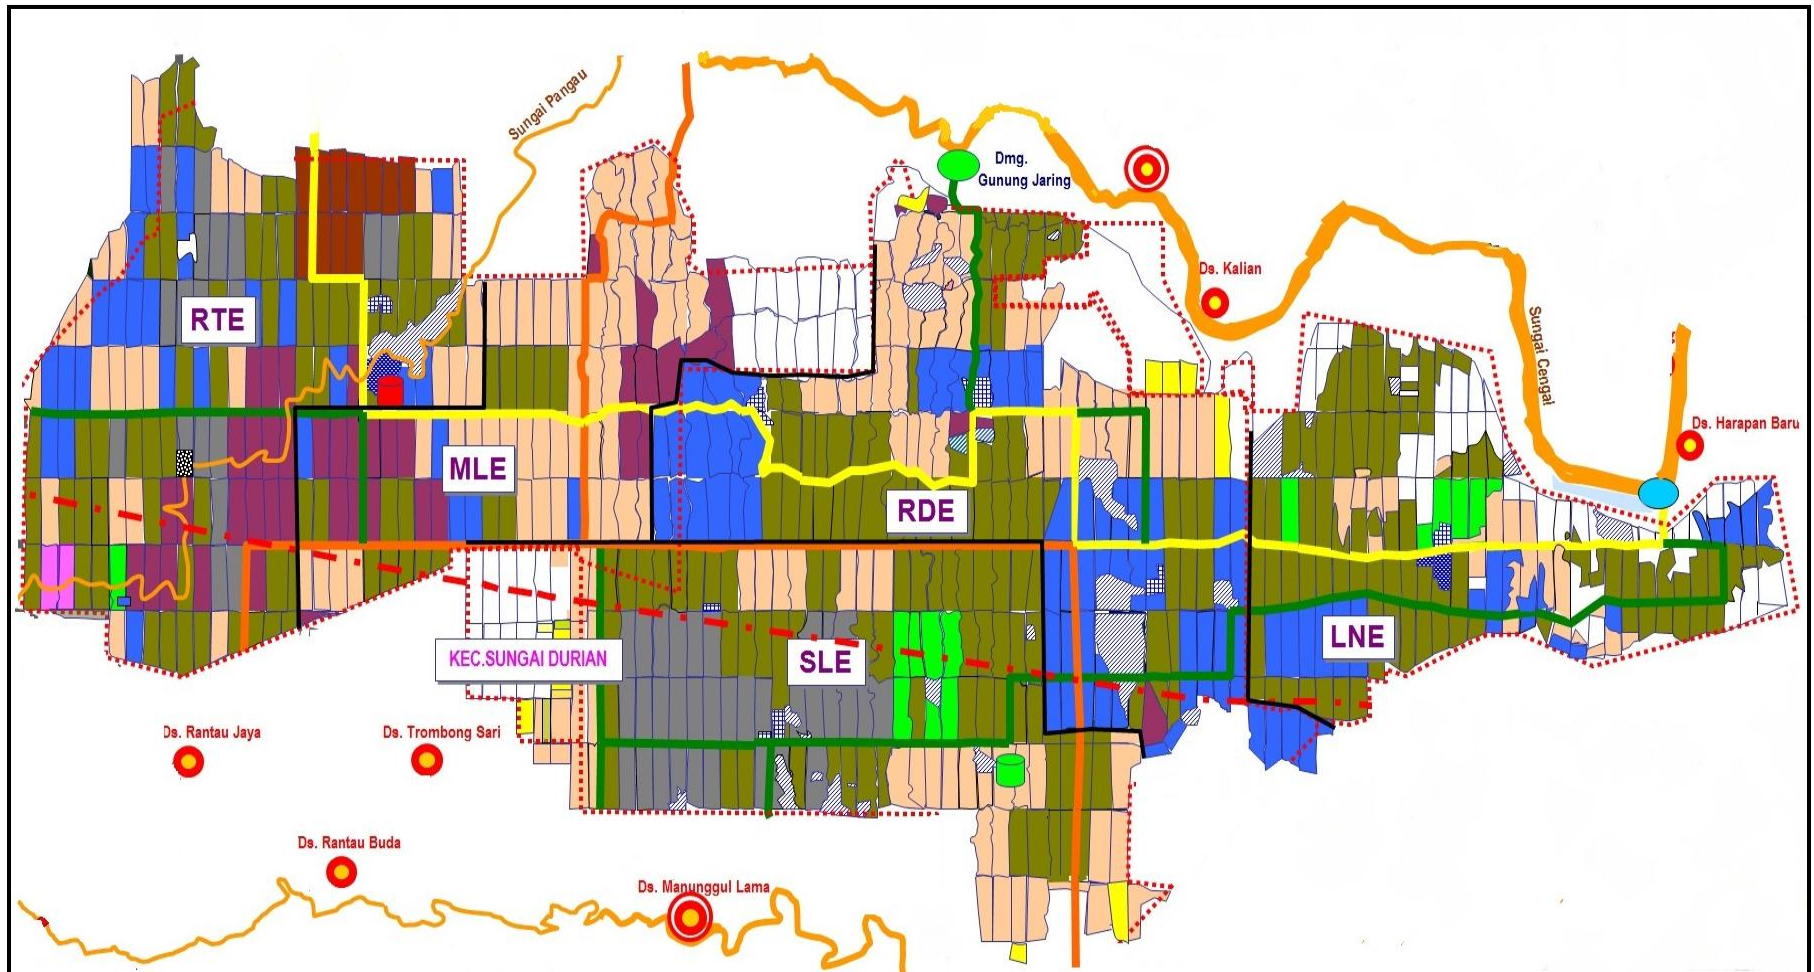 Sungai Pangau
Dmg.
Gunung Jaring
Ds. Kalian
Sungai Cengal
RTE
Ds. Harapan Baru
MLE
RDE
LNE
KEC.SUNGAI DURIAN
SLE
Ds. Rantau Jaya
Ds. Trombong Sari
Ds. Rantau Buda
Ds. Manunggul Lama